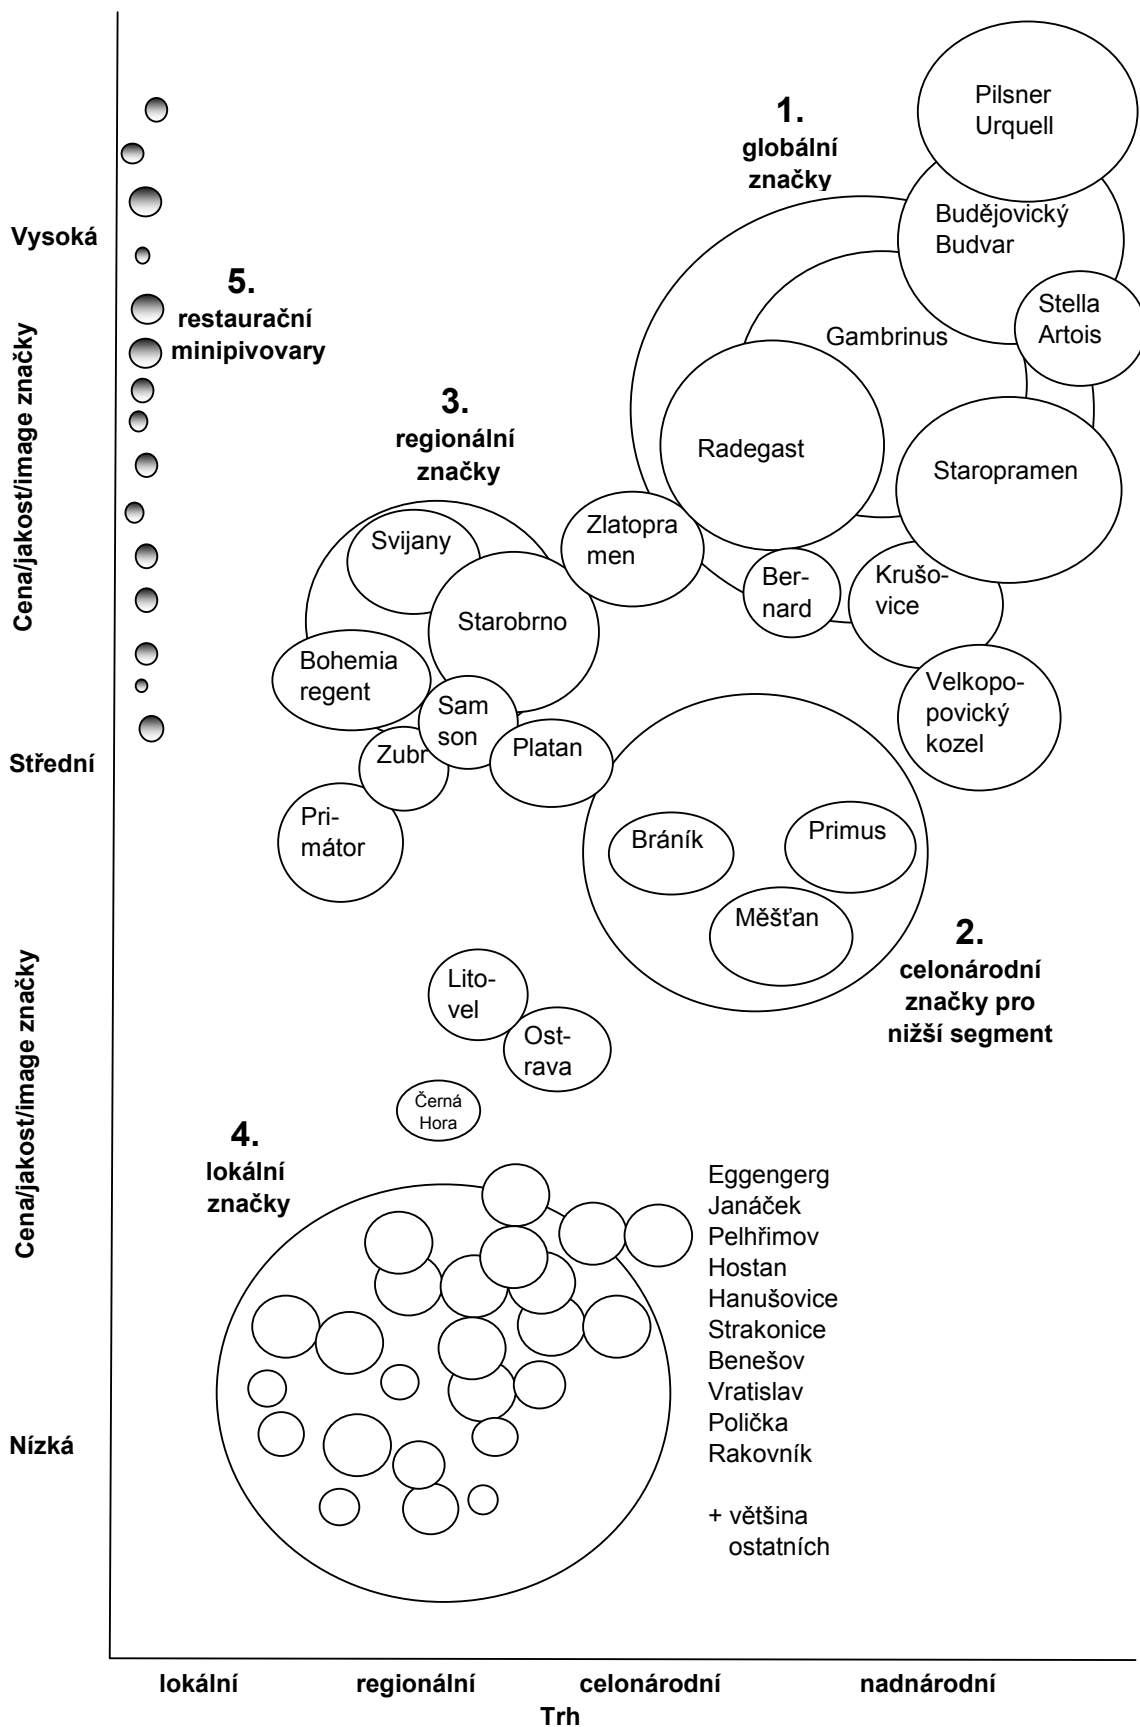 Pilsner
Urquell
1.
globální
značky
Budějovický
Budvar
Vysoká
5.
restaurační
minipivovary
Stella
Artois
Gambrinus
3.
regionální
značky
Radegast
Staropramen
Cena/jakost/image značky
Svijany
Zlatopra
men
Ber-
nard
Krušo-
vice
Starobrno
Bohemia
regent
Sam
son
Velkopo-
povický
kozel
Střední
Zubr
Platan
Pri-
mátor
Bráník
Primus
Měšťan
2.
celonárodní
značky pro
nižší segment
Cena/jakost/image značky
Lito-
vel
Ost-
rava
Černá
Hora
4.
lokální
značky
Eggengerg
Janáček
Pelhřimov
Hostan
Hanušovice
Strakonice
Benešov
Vratislav
Polička
Rakovník
+ většina
ostatních
Nízká
lokální
regionální
celonárodní
nadnárodní
Trh